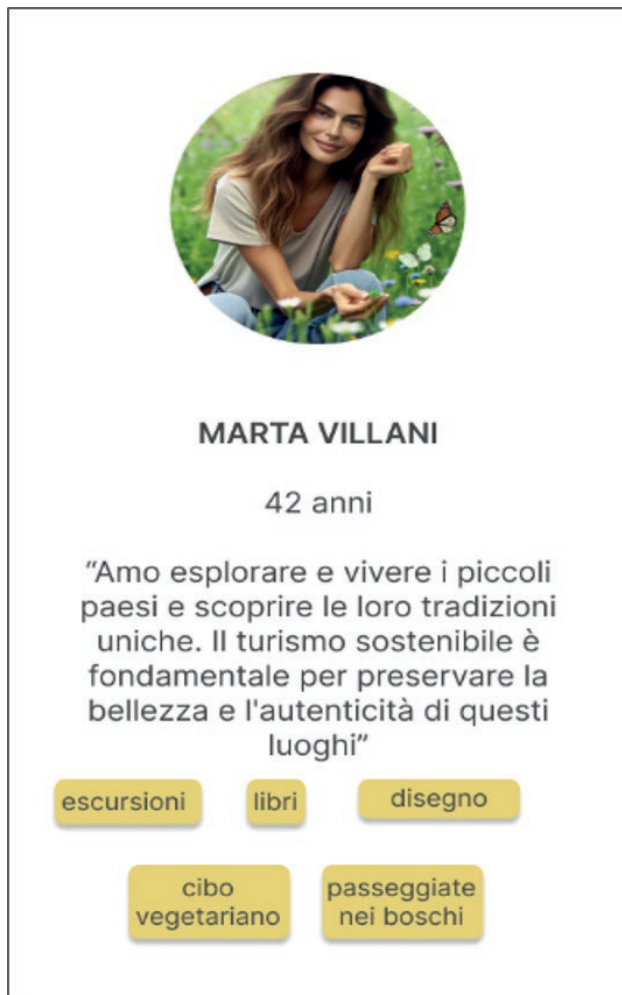 MARTA VILLANI
42 anni
“Amo esplorare e vivere i piccoli
paesi e scoprire le loro tradizioni
uniche. Il turismo sostenibile è
fondamentale per preservare la
bellezza e l'autenticità di questi
luoghi”
escursioni
libri
disegno
cibo
vegetariano
passeggiate
nei boschi